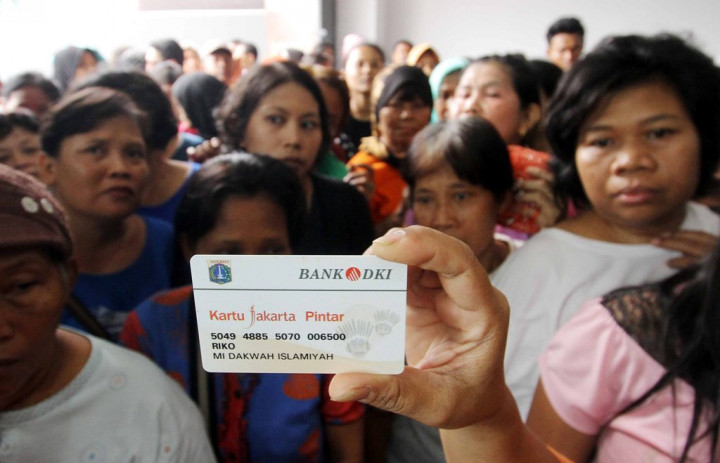 BANK DKI
Kartu Jakarta Pintar
5049 4885 5070 006500
RIKO
MI DAKWAH ISLAMIYAH